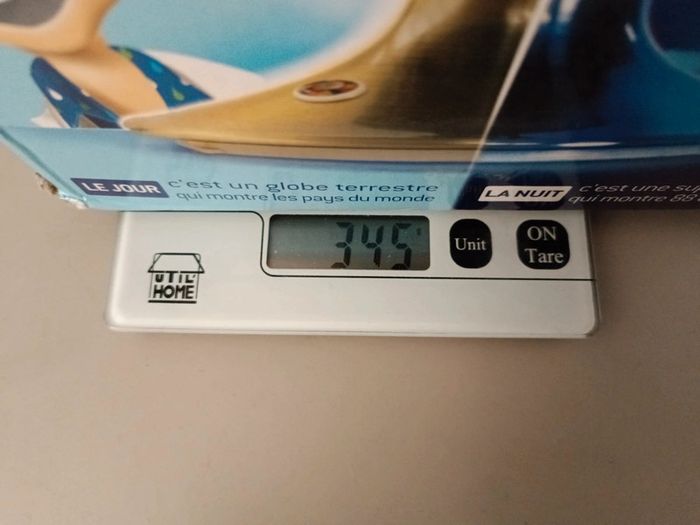 LE JOUR c'est un globe terrestre
qui montre les pays du monde
LA NUIT c'est une
qui montre 88
345
Unit
ON
Tare
UTIL'
HOME